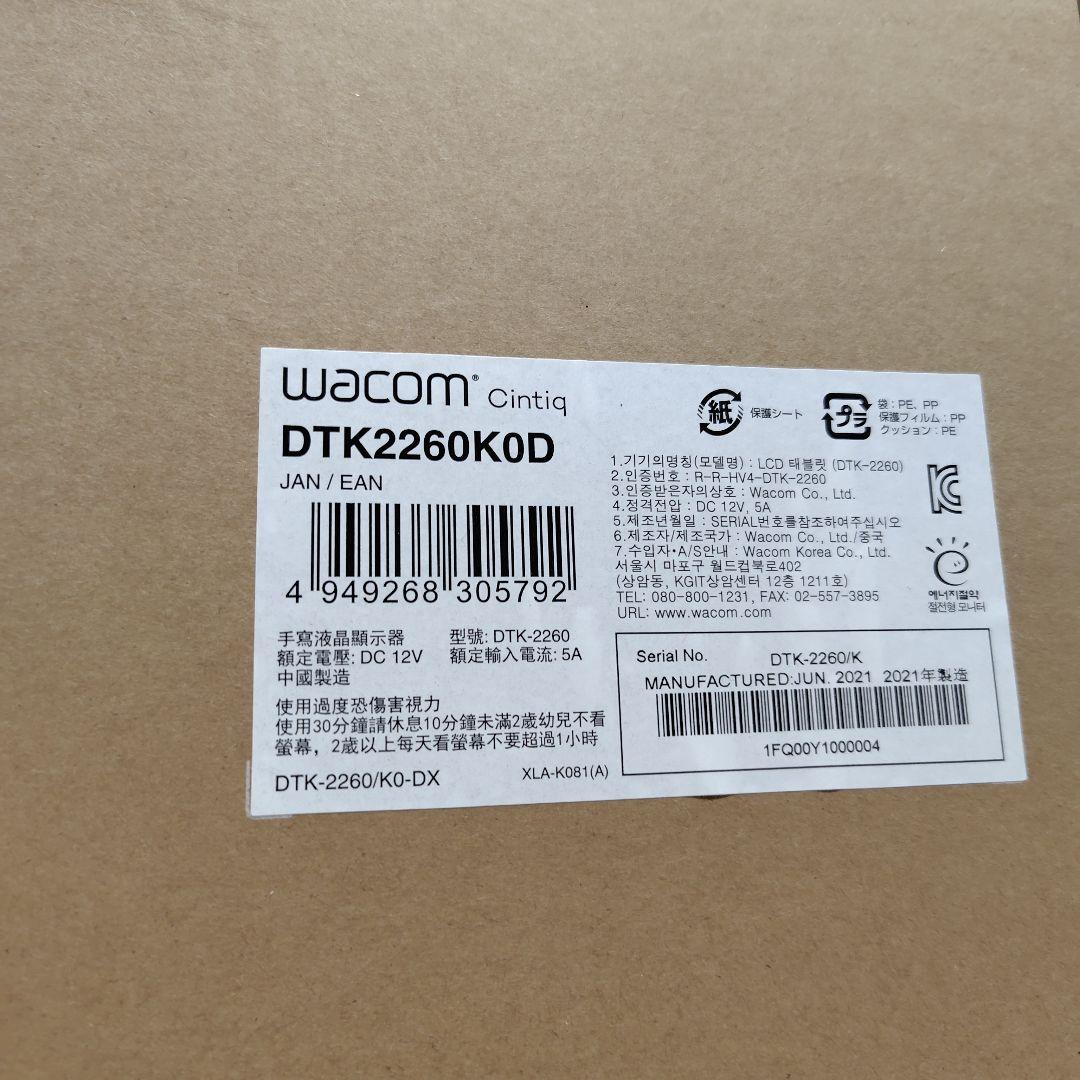 wacom® Cintiq
DTK2260K0D
JAN / EAN
4 949268 305792
手寫液晶顯示器 型號: DTK-2260
額定電壓: DC 12V 額定輸入電流: 5A
中國製造
使用過度恐傷害視力
使用30分鐘請休息10分鐘未滿2歲幼兒不看
螢幕，2歲以上每天看螢幕不要超過1小時
DTK-2260/K0-DX XLA-K081(A)
紙 保護シート
プラ 袋 : PE、PP
保護フィルム : PP
クッション : PE
1.기기의명칭(모델명) : LCD 태블릿 (DTK-2260)
2.인증번호 : R-R-HV4-DTK-2260
3.인증받은자의상호 : Wacom Co., Ltd.
4.정격전압 : DC 12V, 5A
5.제조년월일 : SERIAL번호를참조하여주십시오
6.제조자/제조국가 : Wacom Co., Ltd./중국
7.수입자•A/S안내 : Wacom Korea Co., Ltd.
서울시 마포구 월드컵북로402
(상암동, KGIT상암센터 12층 1211호)
TEL: 080-800-1231, FAX: 02-557-3895
URL: www.wacom.com
에너지절약
절전형 모니터
Serial No. DTK-2260/K
MANUFACTURED:JUN. 2021 2021年製造
1FQ00Y1000004